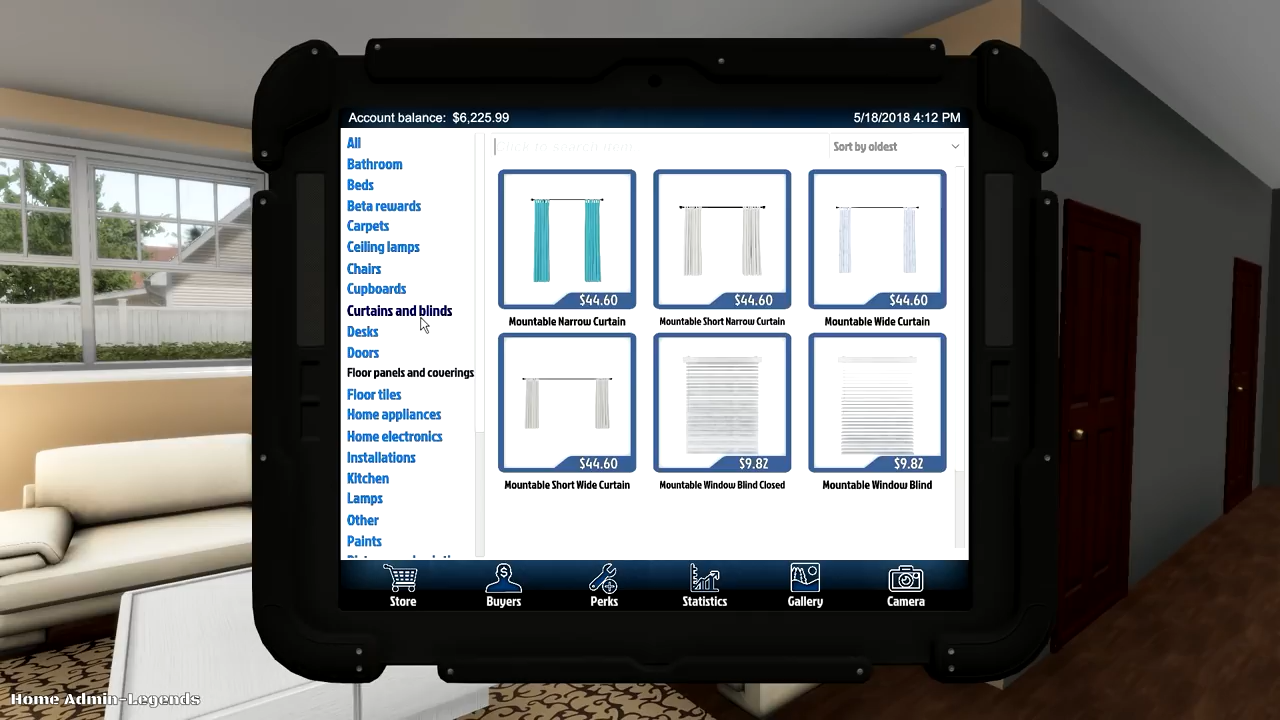 Account balance: $6,225.99
5/18/2018 4:12 PM
All
Bathroom
Beds
Beta rewards
Carpets
Ceiling lamps
Chairs
Cupboards
Curtains and blinds
Desks
Doors
Floor panels and coverings
Floor tiles
Home appliances
Home electronics
Installations
Kitchen
Lamps
Other
Paints
Click to search item
Sort by oldest
$44.60
$44.60
$44.60
Mountable Narrow Curtain
Mountable Short Narrow Curtain
Mountable Wide Curtain
$44.60
$9.82
$9.82
Mountable Short Wide Curtain
Mountable Window Blind Closed
Mountable Window Blind
Store
Buyers
Perks
Statistics
Gallery
Camera
Home Admin-Legends